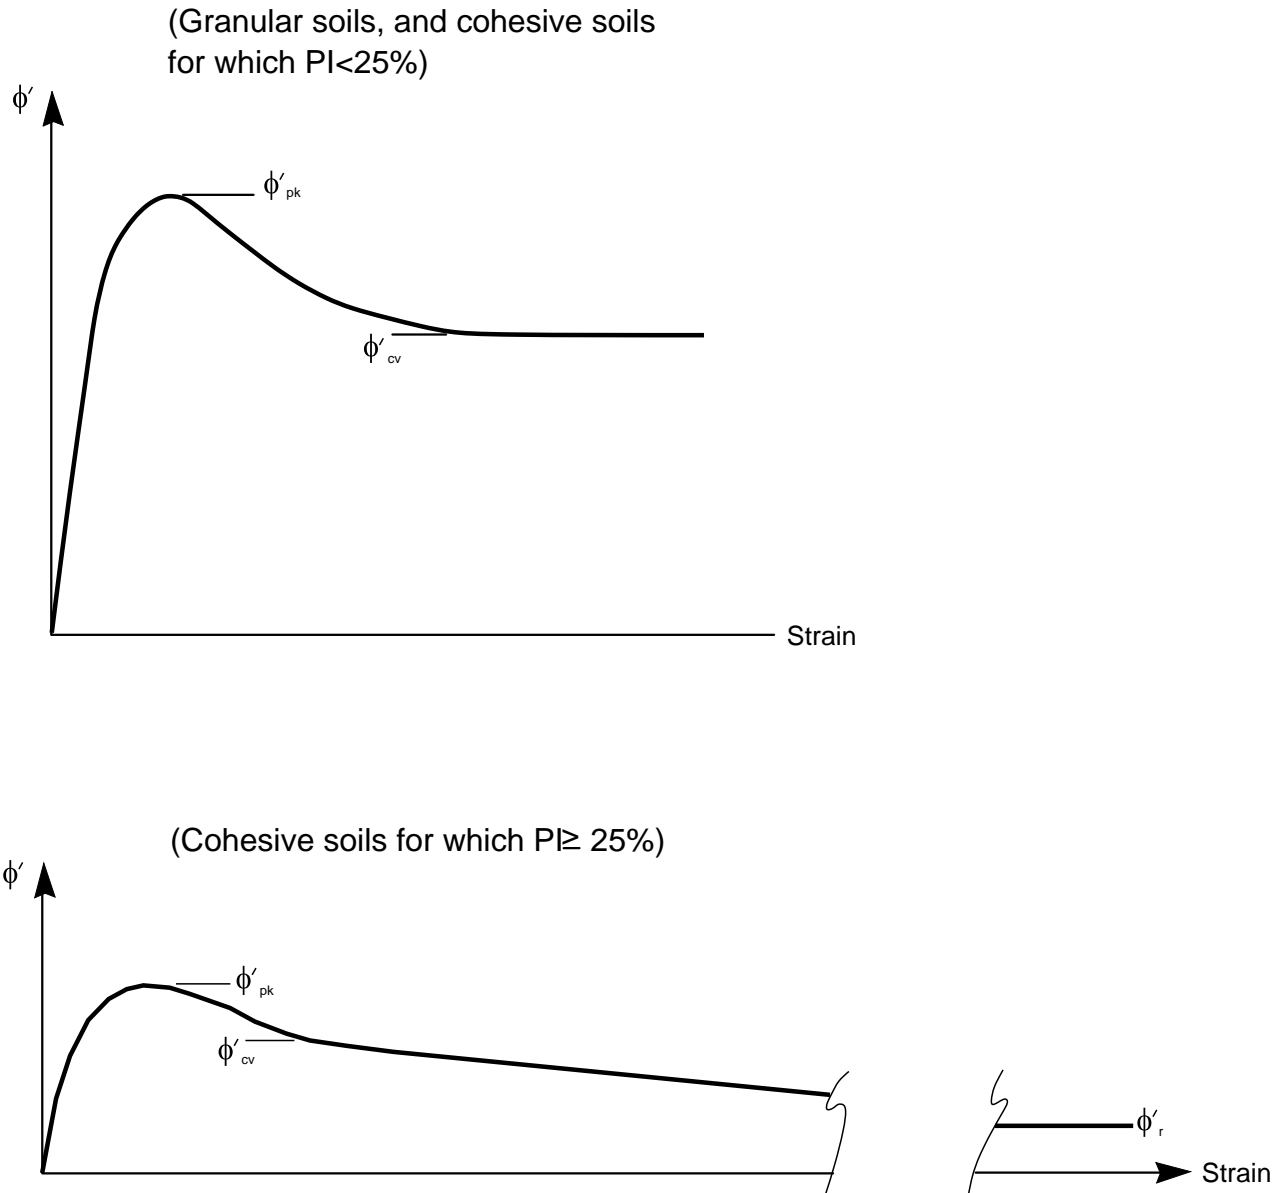 (Granular soils, and cohesive soils
for which PI<25%)
ϕ′
ϕ′pk
ϕ′cv
Strain
(Cohesive soils for which PI≥ 25%)
ϕ′
ϕ′pk
ϕ′cv
ϕ′r
Strain